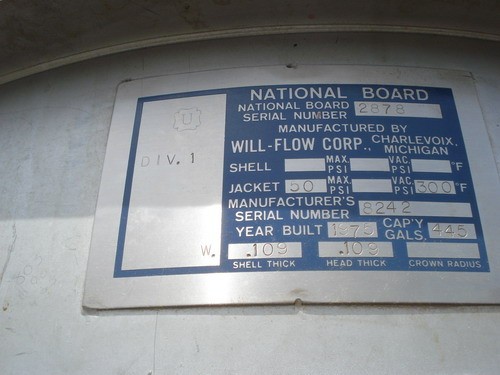 NATIONAL BOARD
NATIONAL BOARD SERIAL NUMBER 2878
MANUFACTURED BY
WILL-FLOW CORP., CHARLEVOIX, MICHIGAN
U
DIV. 1
SHELL MAX. PSI VAC. PSI °F
JACKET 50 MAX. PSI VAC. PSI 300 °F
MANUFACTURER'S SERIAL NUMBER 8242
YEAR BUILT 1975 CAP'Y GALS. 445
W. .109 .109
SHELL THICK HEAD THICK CROWN RADIUS